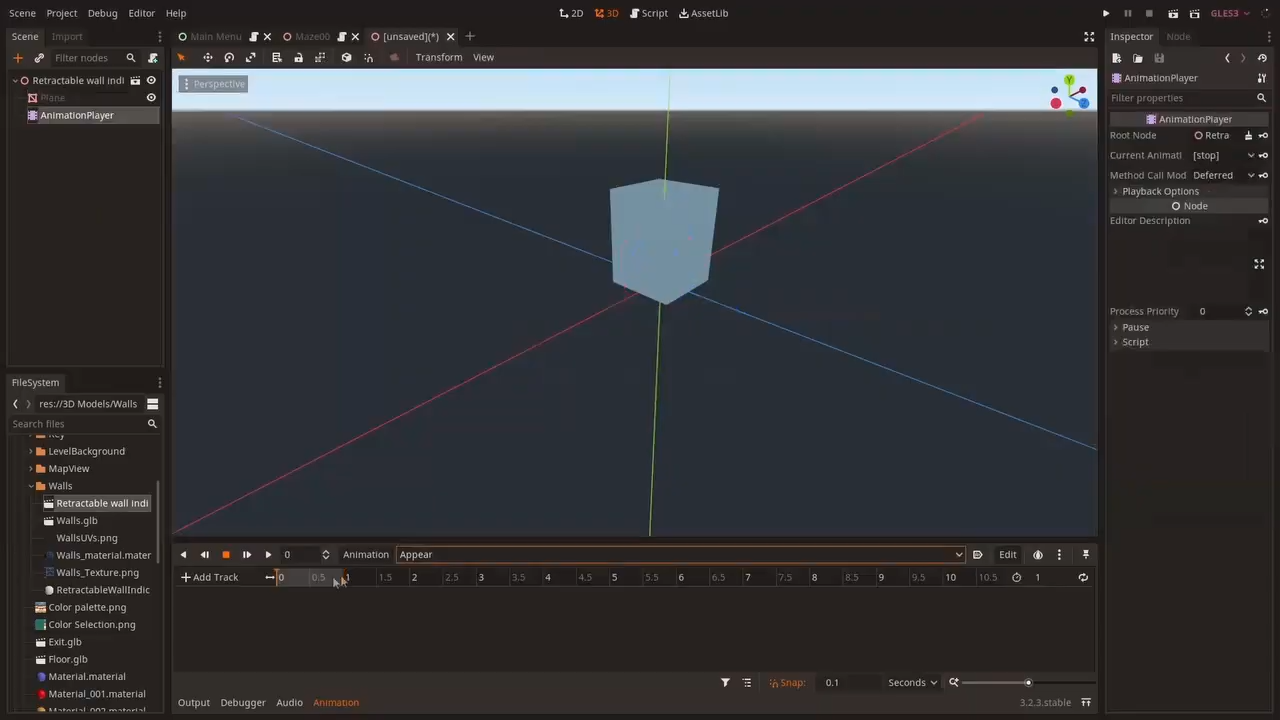 Scene Project Debug Editor Help
2D 3D Script AssetLib
GLES3
Scene Import
Main Menu Maze00 [unsaved](*)
Inspector Node
Filter nodes
Transform View
Retractable wall indi
Plane
AnimationPlayer
Perspective
Y
Z
AnimationPlayer
Filter properties
AnimationPlayer
Root Node Retra
Current Animati [stop]
Method Call Mod Deferred
Playback Options
Node
Editor Description
Process Priority 0
Pause
Script
FileSystem
res://3D Models/Walls
Search files
Key
LevelBackground
MapView
Walls
Retractable wall indi
Walls.glb
WallsUVs.png
Walls_material.mater
Walls_Texture.png
RetractableWallIndic
Color palette.png
Color Selection.png
Exit.glb
Floor.glb
Material.material
Material_001.material
Material_002.material
0 Animation Appear Edit
Add Track 0 0.5 1 1.5 2 2.5 3 3.5 4 4.5 5 5.5 6 6.5 7 7.5 8 8.5 9 9.5 10 10.5 1
Snap: 0.1 Seconds
Output Debugger Audio Animation 3.2.3.stable